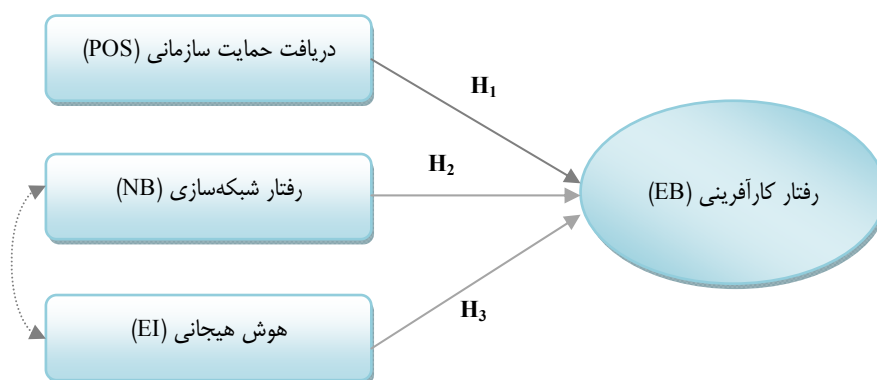 دریافت حمایت سازمانی (POS)
H₁
رفتار شبکه‌سازی (NB)
H₂
رفتار کارآفرینی (EB)
هوش هیجانی (EI)
H₃